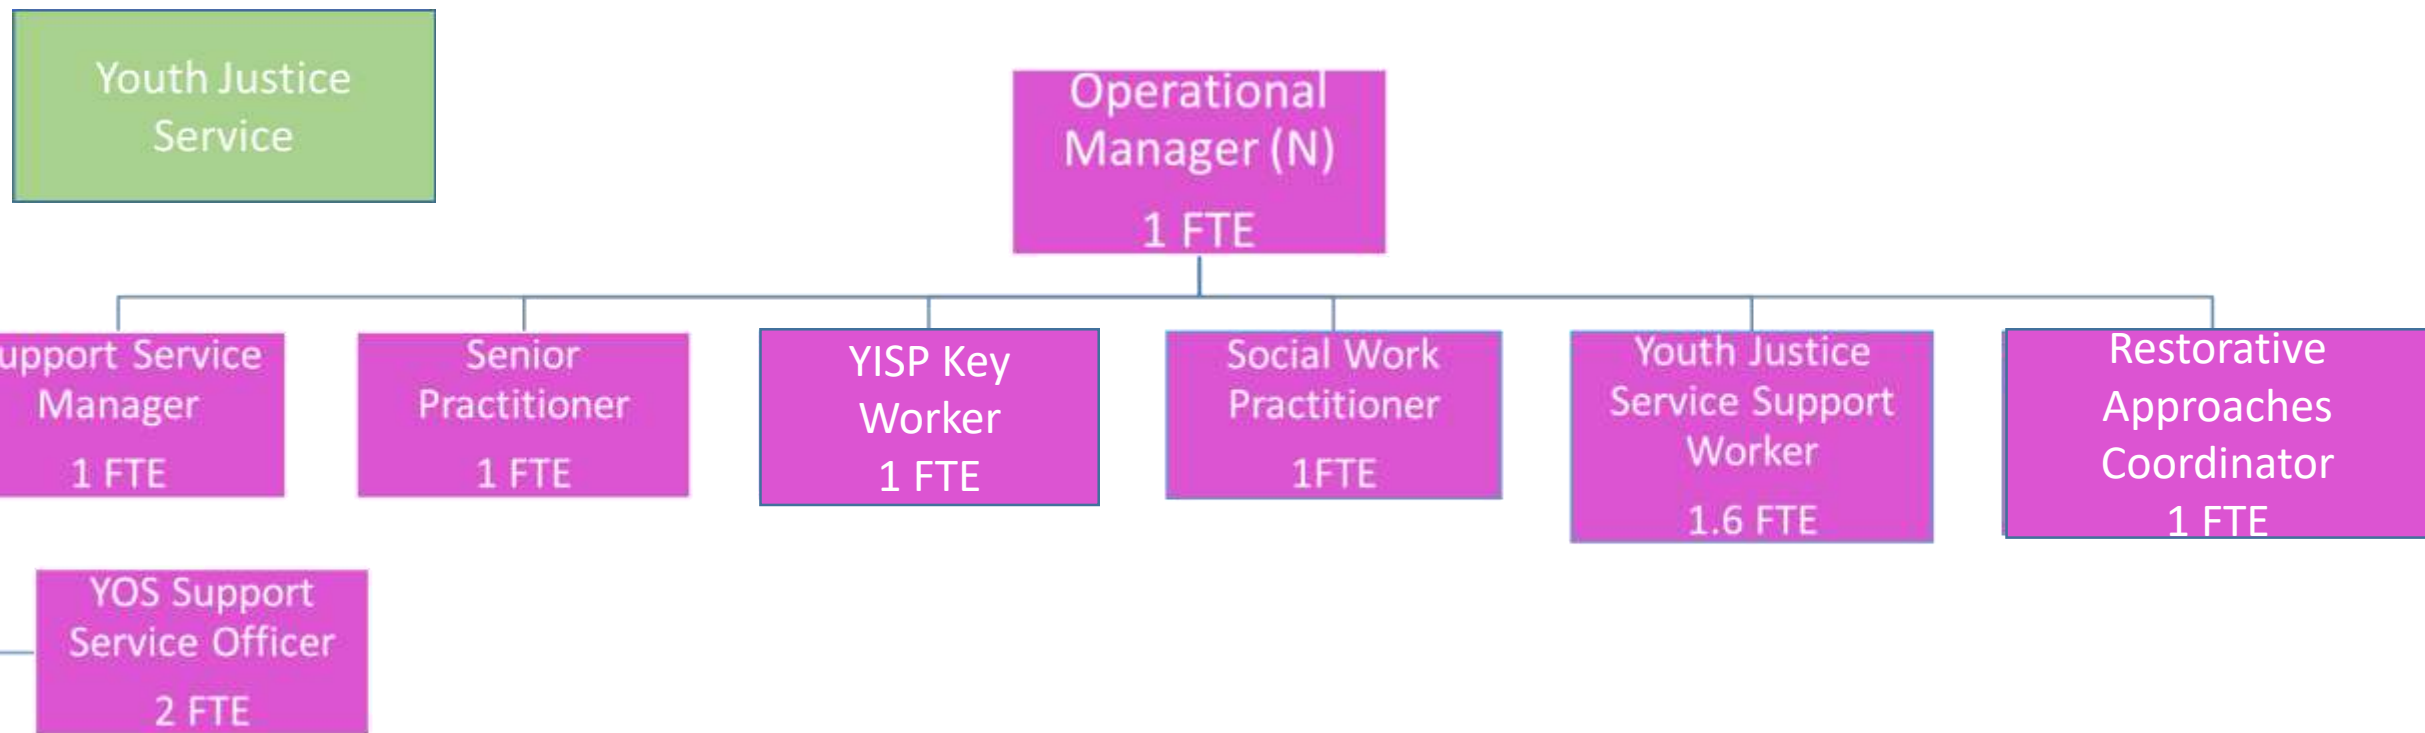 Youth Justice
Service
Operational
Manager (N)
1 FTE
upport Service
Manager
1 FTE
Senior
Practitioner
1 FTE
YISP Key
Worker
1 FTE
Social Work
Practitioner
1FTE
Youth Justice
Service Support
Worker
1.6 FTE
Restorative
Approaches
Coordinator
1 FTE
YOS Support
Service Officer
2 FTE